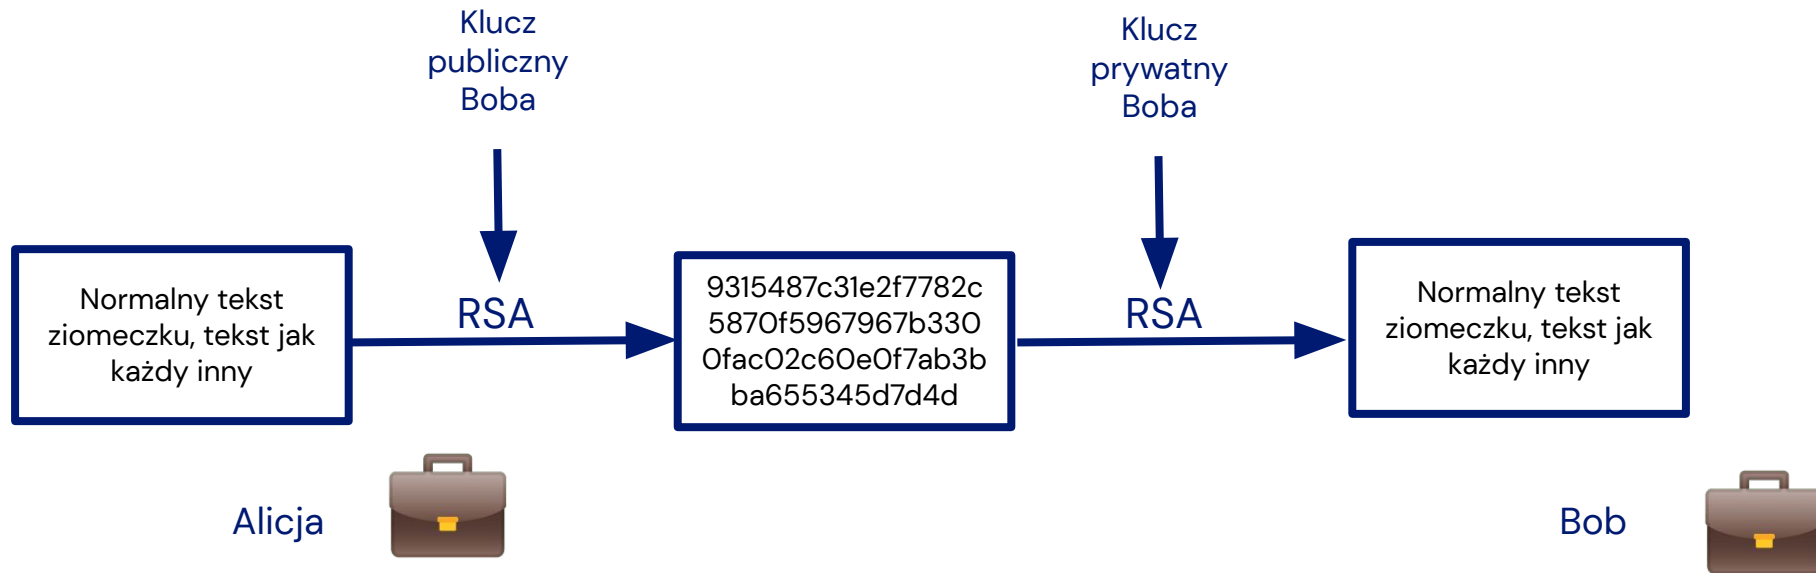 Klucz
publiczny
Boba
Klucz
prywatny
Boba
Normalny tekst
ziomeczku, tekst jak
każdy inny
RSA
9315487c31e2f7782c
5870f5967967b330
0fac02c60e0f7ab3b
ba655345d7d4d
RSA
Normalny tekst
ziomeczku, tekst jak
każdy inny
Alicja
Bob